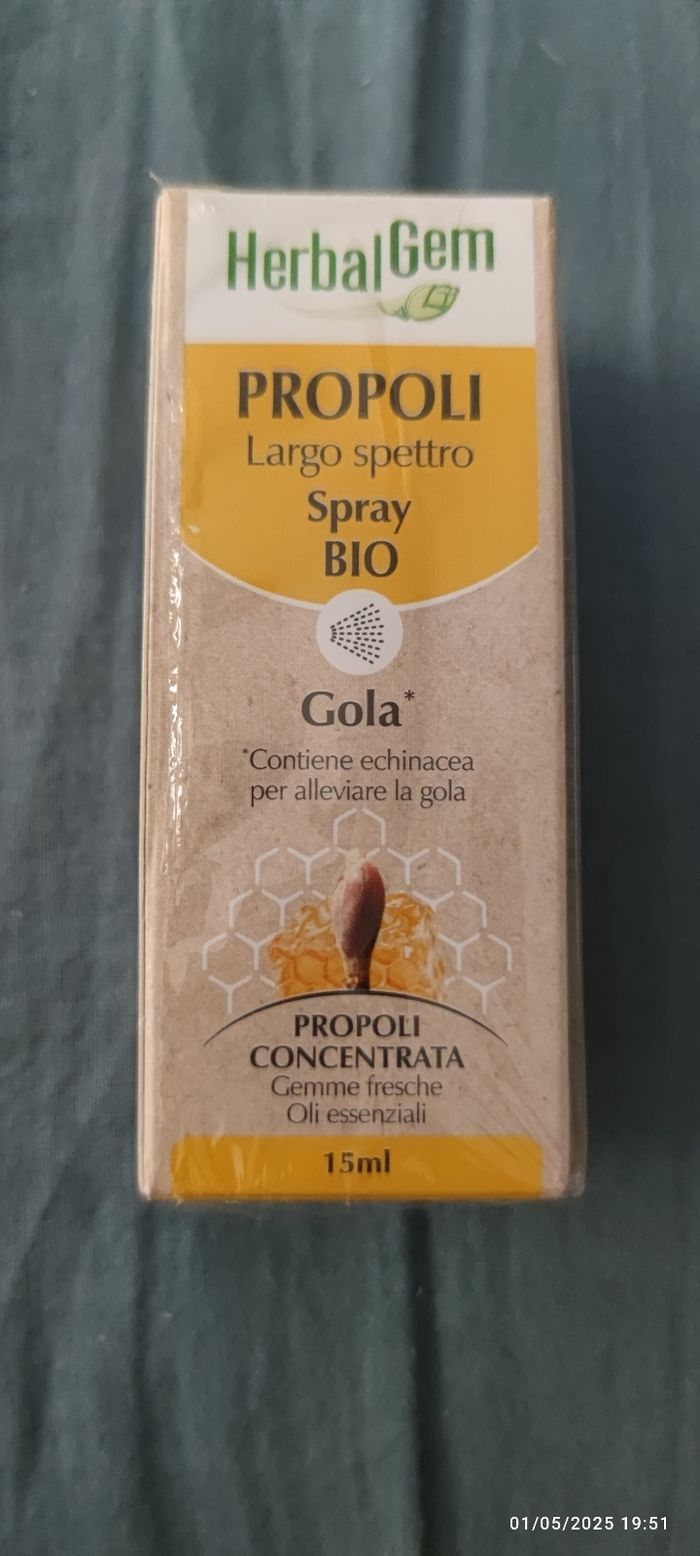 HerbalGem
PROPOLI
Largo spettro
Spray
BIO
Gola*
*Contiene echinacea
per alleviare la gola
PROPOLI
CONCENTRATA
Gemme fresche
Oli essenziali
15ml
01/05/2025 19:51